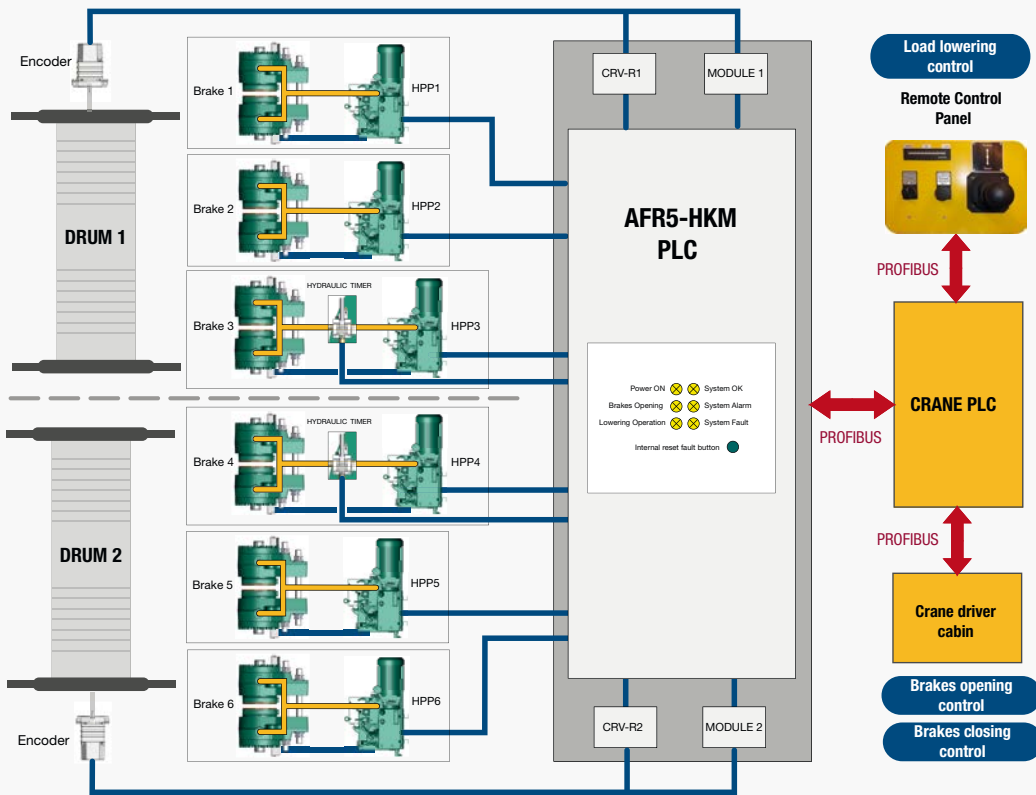 Encoder
DRUM 1
Brake 1
HPP1
Brake 2
HPP2
HYDRAULIC TIMER
Brake 3
HPP3
HYDRAULIC TIMER
Brake 4
HPP4
DRUM 2
Brake 5
HPP5
Brake 6
HPP6
Encoder
CRV-R1
MODULE 1
AFR5-HKM
PLC
Power ON
System OK
Brakes Opening
System Alarm
Lowering Operation
System Fault
Internal reset fault button
CRV-R2
MODULE 2
Load lowering
control
Remote Control
Panel
PROFIBUS
CRANE PLC
PROFIBUS
PROFIBUS
Crane driver
cabin
Brakes opening
control
Brakes closing
control